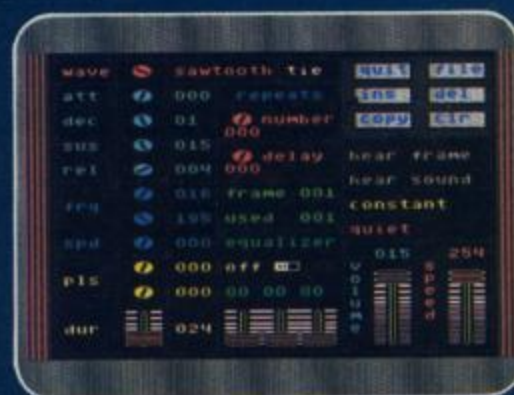 wave sawtooth tie quit file
att 000 repeats ins del
dec 01 number copy clr
000
sus 015 delay hear frame
rel 004 000 hear sound
frq 016 frame 001 constant
195 used 001 quiet
spd 000 equalizer 015 254
pls 000 off volume speed
000 00 00 00
dur 024